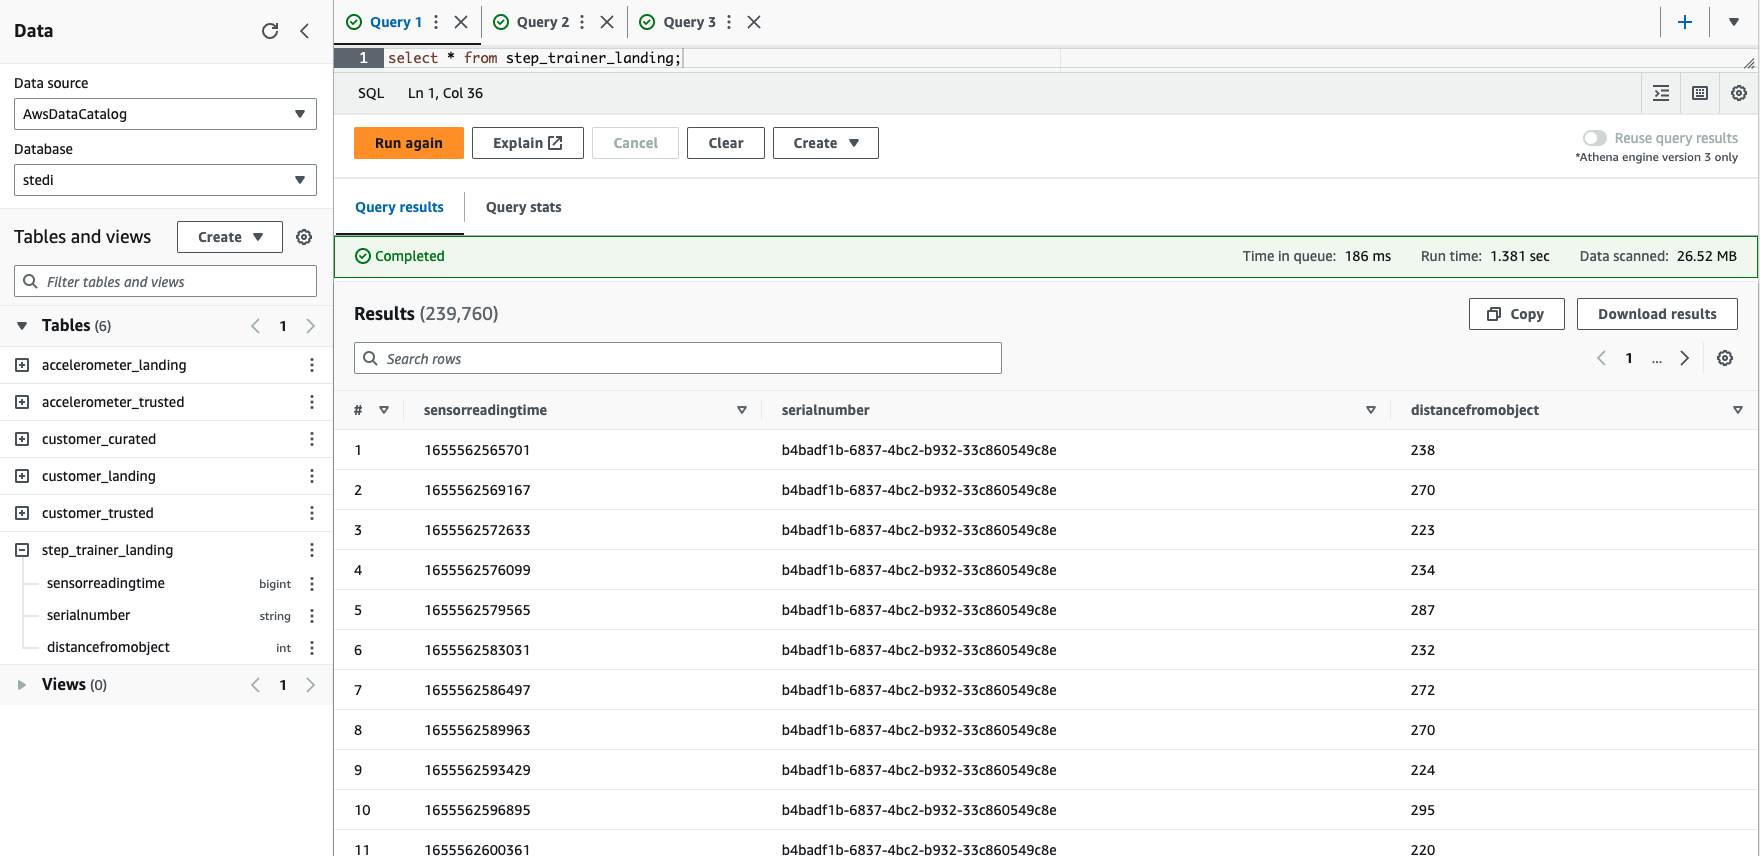 Data
Data source
AwsDataCatalog
Database
stedi
Tables and views
Create
Filter tables and views
Tables (6)
1
accelerometer_landing
accelerometer_trusted
customer_curated
customer_landing
customer_trusted
step_trainer_landing
sensorreadingtime bigint
serialnumber string
distancefromobject int
Views (0)
1
Query 1 Query 2 Query 3
1 select * from step_trainer_landing;
SQL Ln 1, Col 36
Run again Explain Cancel Clear Create
Reuse query results
*Athena engine version 3 only
Query results Query stats
Completed Time in queue: 186 ms Run time: 1.381 sec Data scanned: 26.52 MB
Results (239,760) Copy Download results
Search rows 1 ...
# sensorreadingtime serialnumber distancefromobject
1 1655562565701 b4badf1b-6837-4bc2-b932-33c860549c8e 238
2 1655562569167 b4badf1b-6837-4bc2-b932-33c860549c8e 270
3 1655562572633 b4badf1b-6837-4bc2-b932-33c860549c8e 223
4 1655562576099 b4badf1b-6837-4bc2-b932-33c860549c8e 234
5 1655562579565 b4badf1b-6837-4bc2-b932-33c860549c8e 287
6 1655562583031 b4badf1b-6837-4bc2-b932-33c860549c8e 232
7 1655562586497 b4badf1b-6837-4bc2-b932-33c860549c8e 272
8 1655562589963 b4badf1b-6837-4bc2-b932-33c860549c8e 270
9 1655562593429 b4badf1b-6837-4bc2-b932-33c860549c8e 224
10 1655562596895 b4badf1b-6837-4bc2-b932-33c860549c8e 295
11 1655562600361 b4badf1b-6837-4bc2-b932-33c860549c8e 220